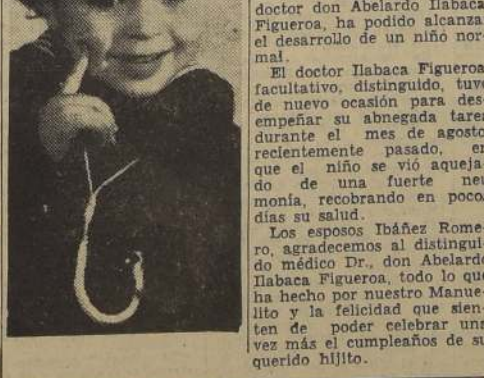 doctor don Abelardo Ilabaca
Figueroa, ha podido alcanzar
el desarrollo de un niño nor-
mal.
El doctor Ilabaca Figueroa
facultativo, distinguido, tuvo
de nuevo ocasión para des-
empeñar su abnegada tarea
durante el mes de agosto
recientemente pasado, en
que el niño se vió aqueja-
do de una fuerte neu
monía, recobrando en pocos
días su salud.
Los esposos Ibáñez Rome-
ro, agradecemos al distingui-
do médico Dr., don Abelardo
Ilabaca Figueroa, todo lo que
ha hecho por nuestro Manue-
lito y la felicidad que sien-
ten de poder celebrar una
vez más el cumpleaños de su
querido hijito.